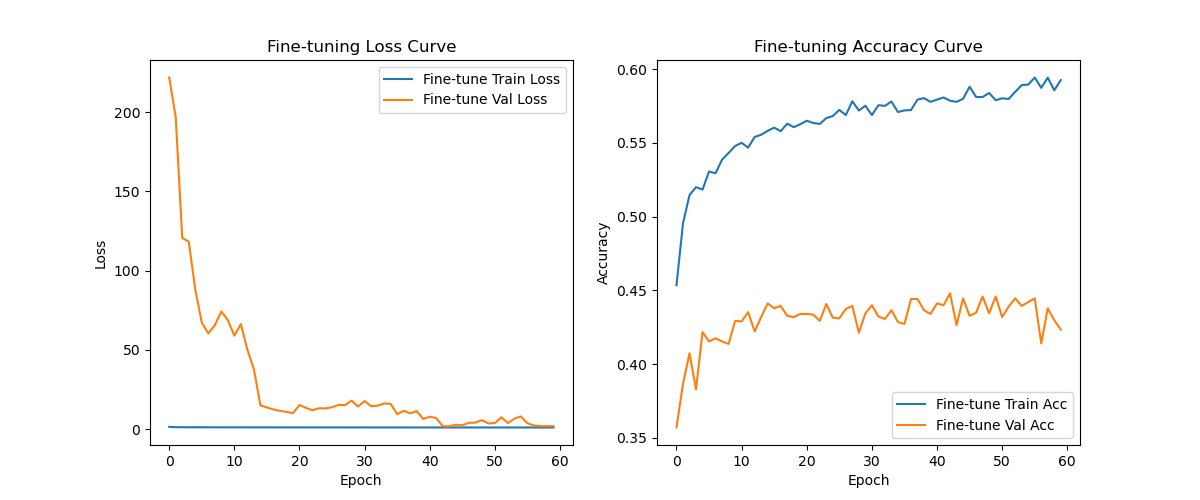 Fine-tuning Loss Curve
Loss
200
150
100
50
0
0 10 20 30 40 50 60
Epoch
Fine-tune Train Loss
Fine-tune Val Loss
Fine-tuning Accuracy Curve
Accuracy
0.60
0.55
0.50
0.45
0.40
0.35
0 10 20 30 40 50 60
Epoch
Fine-tune Train Acc
Fine-tune Val Acc